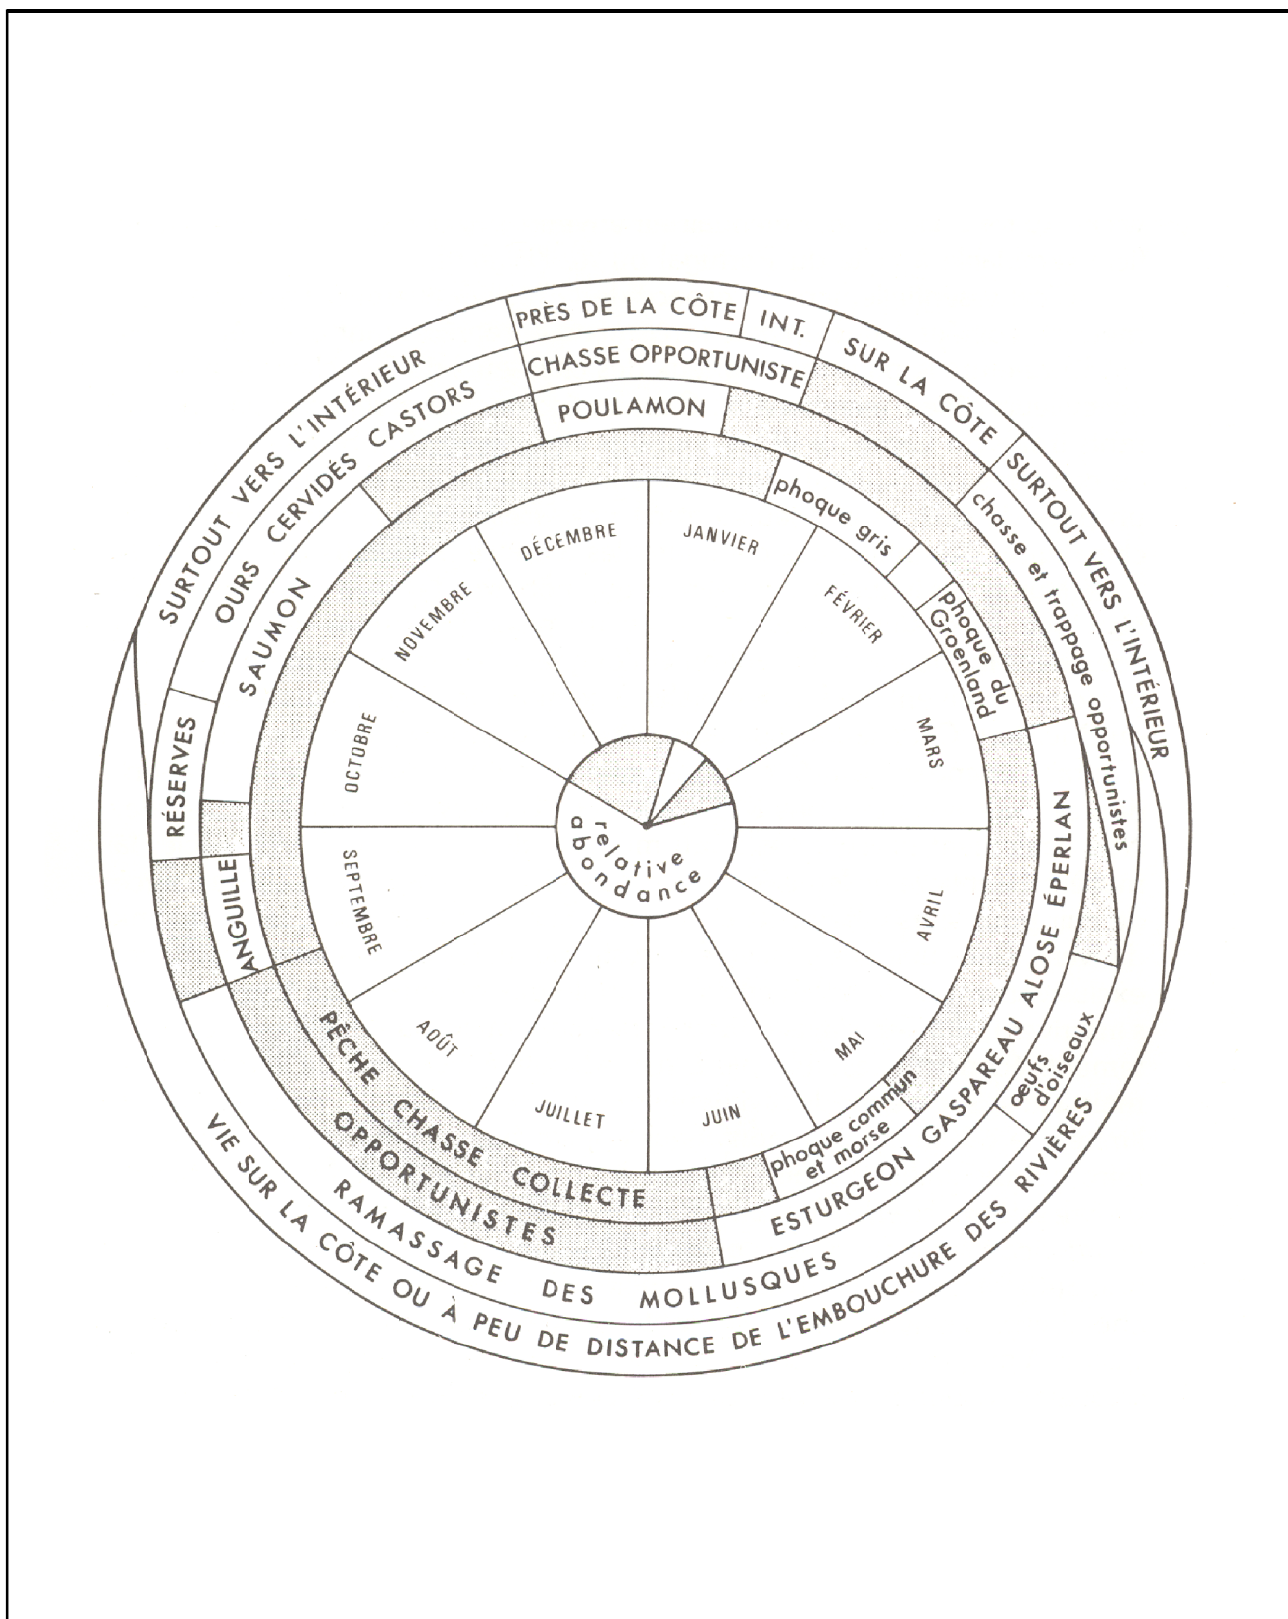 PRÈS DE LA CÔTE
INT.
SUR LA CÔTE
SURTOUT VERS L'INTÉRIEUR
VIE SUR LA CÔTE OU À PEU DE DISTANCE DE L'EMBOUCHURE DES RIVIÈRES
SURTOUT VERS L'INTÉRIEUR
CHASSE OPPORTUNISTE
chasse et trappage opportunistes
oeufs
d'oiseaux
RAMASSAGE DES MOLLUSQUES
RÉSERVES
OURS CERVIDÉS CASTORS
POULAMON
ESTURGEON GASPAREAU ALOSE ÉPERLAN
OPPORTUNISTES
ANGUILLE
SAUMON
phoque gris
phoque du
Groenland
phoque commun
et morse
PÊCHE CHASSE COLLECTE
JANVIER
FÉVRIER
MARS
AVRIL
MAI
JUIN
JUILLET
AOÛT
SEPTEMBRE
OCTOBRE
NOVEMBRE
DÉCEMBRE
relative
abondance